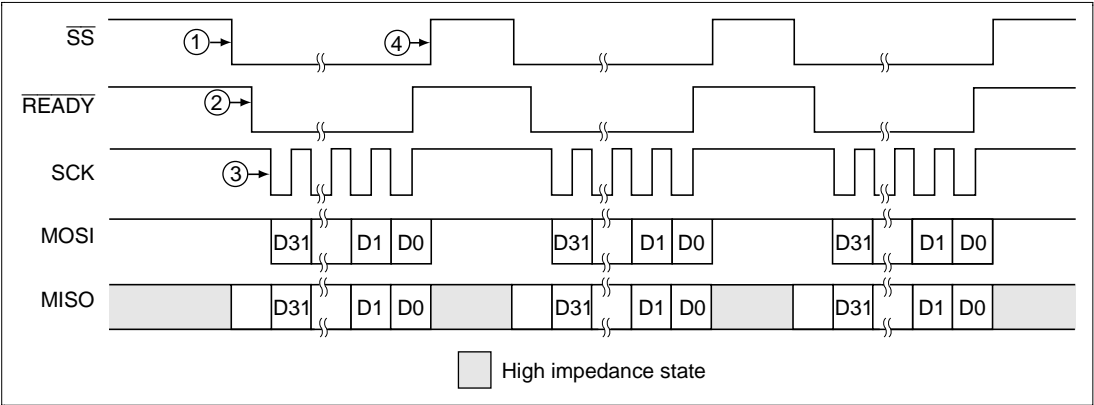 SS ① ④
READY ②
SCK ③
MOSI D31 D1 D0 D31 D1 D0 D31 D1 D0
MISO D31 D1 D0 D31 D1 D0 D31 D1 D0
High impedance state